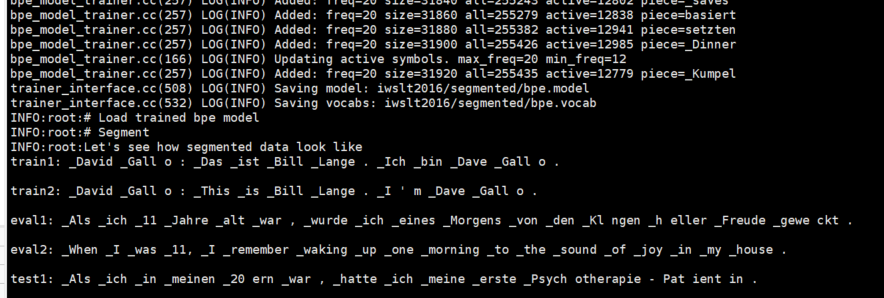 bpe_model_trainer.cc(257) LOG(INFO) Added: freq=20 size=31840 all=255243 active=12802 piece=_saves
bpe_model_trainer.cc(257) LOG(INFO) Added: freq=20 size=31860 all=255279 active=12838 piece=basiert
bpe_model_trainer.cc(257) LOG(INFO) Added: freq=20 size=31880 all=255382 active=12941 piece=setzten
bpe_model_trainer.cc(257) LOG(INFO) Added: freq=20 size=31900 all=255426 active=12985 piece=_Dinner
bpe_model_trainer.cc(166) LOG(INFO) Updating active symbols. max_freq=20 min_freq=12
bpe_model_trainer.cc(257) LOG(INFO) Added: freq=20 size=31920 all=255435 active=12779 piece=_Kumpel
trainer_interface.cc(508) LOG(INFO) Saving model: iwslt2016/segmented/bpe.model
trainer_interface.cc(532) LOG(INFO) Saving vocabs: iwslt2016/segmented/bpe.vocab
INFO:root:# Load trained bpe model
INFO:root:# Segment
INFO:root:Let's see how segmented data look like
train1: _David _Gall o : _Das _ist _Bill _Lange . _Ich _bin _Dave _Gall o .
train2: _David _Gall o : _This _is _Bill _Lange . _I ' m _Dave _Gall o .
eval1: _Als _ich _11 _Jahre _alt _war , _wurde _ich _eines _Morgens _von _den _Kl ngen _h eller _Freude _gewe ckt .
eval2: _When _I _was _11, _I _remember _waking _up _one _morning _to _the _sound _of _joy _in _my _house .
test1: _Als _ich _in _meinen _20 ern _war , _hatte _ich _meine _erste _Psych otherapie - Pat ient in .